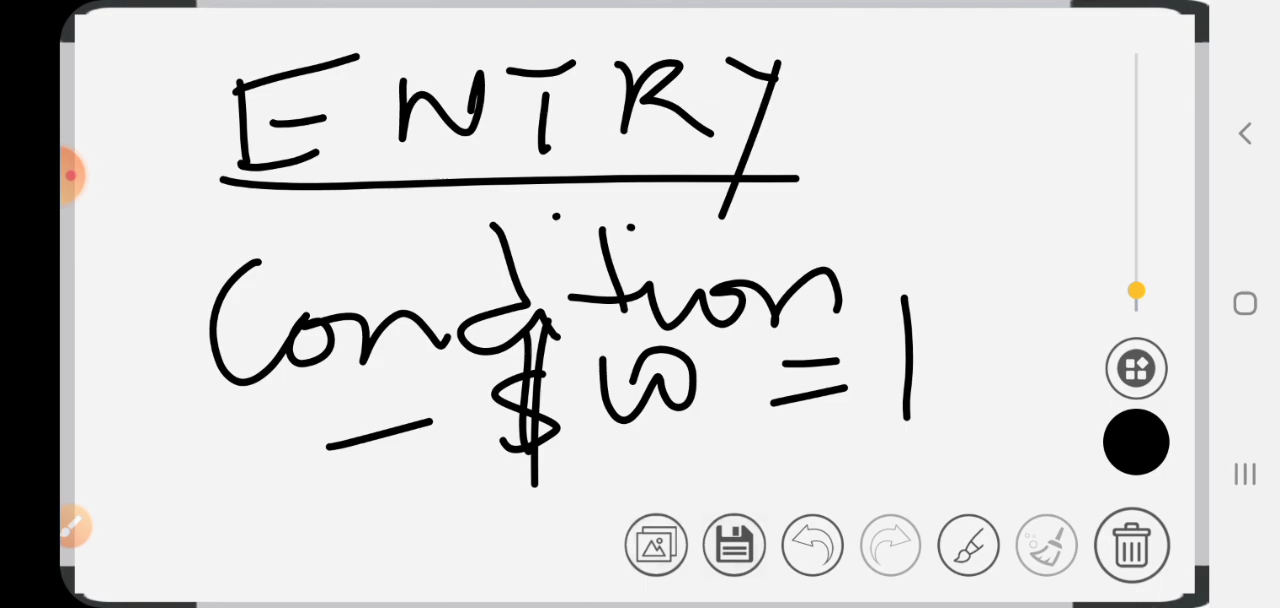 ENTRY
Condition
- $ W = 1